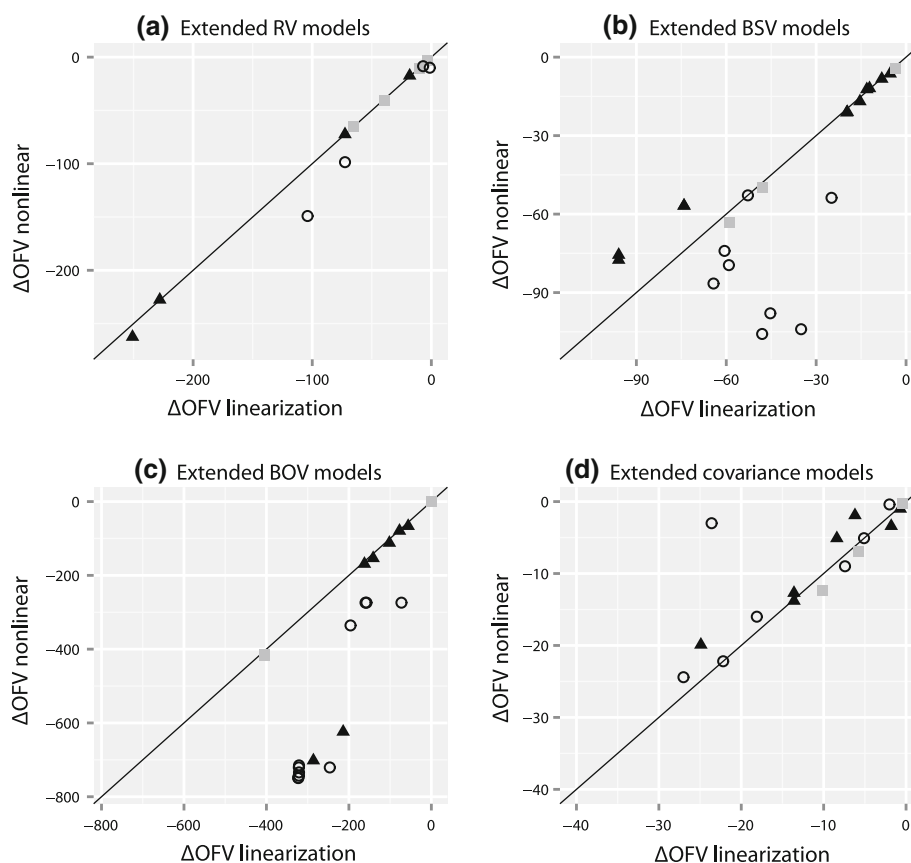 (a) Extended RV models
0
−100
−200
ΔOFV nonlinear
−200 −100 0
ΔOFV linearization
(b) Extended BSV models
0
−30
−60
−90
ΔOFV nonlinear
−90 −60 −30 0
ΔOFV linearization
(c) Extended BOV models
0
−200
−400
−600
−800
ΔOFV nonlinear
−800 −600 −400 −200 0
ΔOFV linearization
(d) Extended covariance models
0
−10
−20
−30
−40
ΔOFV nonlinear
−40 −30 −20 −10 0
ΔOFV linearization